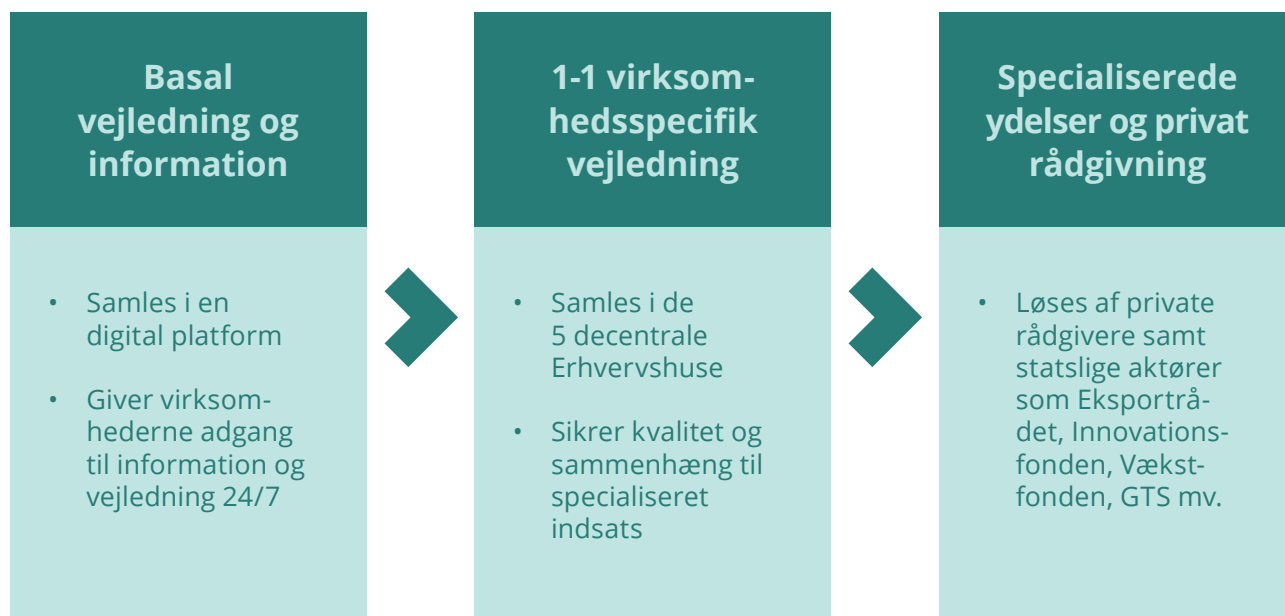 Basal
vejledning og
information
• Samles i en
digital platform
• Giver virksom-
hederne adgang
til information og
vejledning 24/7
1-1 virksom-
hedsspecifik
vejledning
• Samles i de
5 decentrale
Erhvervshuse
• Sikrer kvalitet og
sammenhæng til
specialiseret
indsats
Specialiserede
ydelser og privat
rådgivning
• Løses af private
rådgivere samt
statslige aktører
som Eksportrå-
det, Innovations-
fonden, Vækst-
fonden, GTS mv.